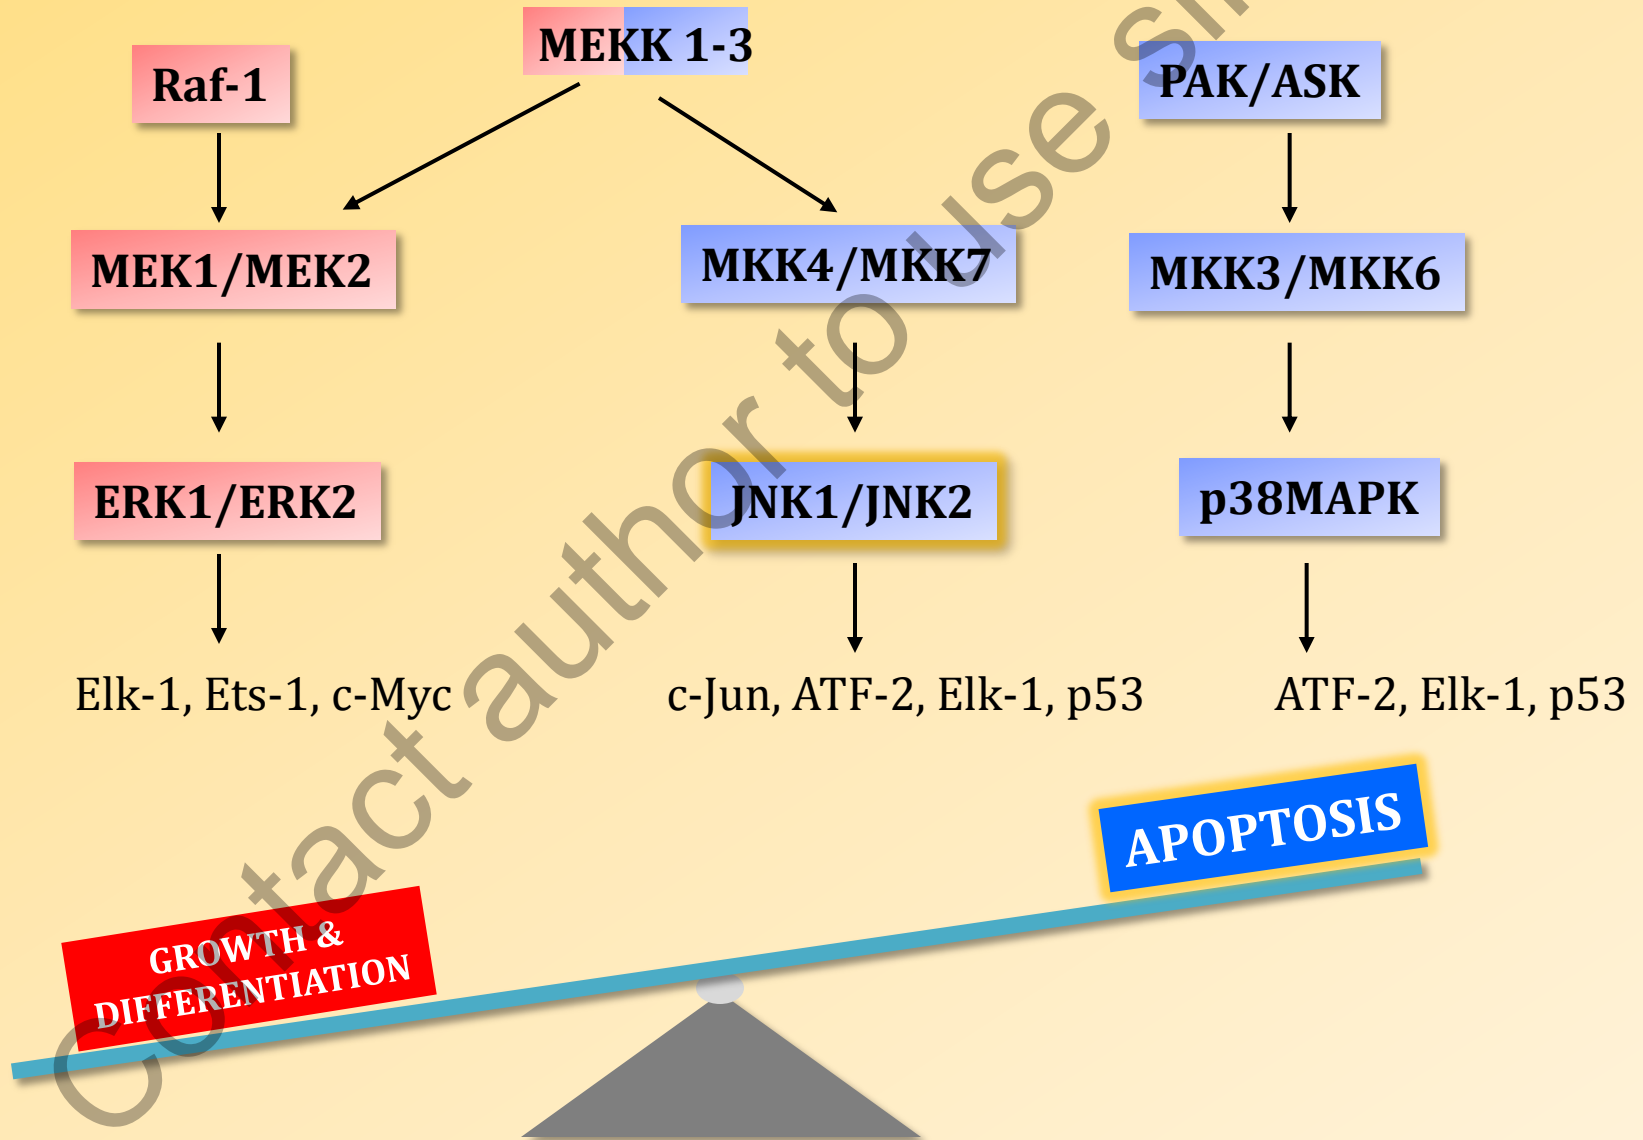 MEKK 1-3
Raf-1
PAK/ASK
MEK1/MEK2
MKK4/MKK7
MKK3/MKK6
ERK1/ERK2
JNK1/JNK2
p38MAPK
Elk-1, Ets-1, c-Myc
c-Jun, ATF-2, Elk-1, p53
ATF-2, Elk-1, p53
APOPTOSIS
GROWTH &
DIFFERENTIATION
Contact author to use